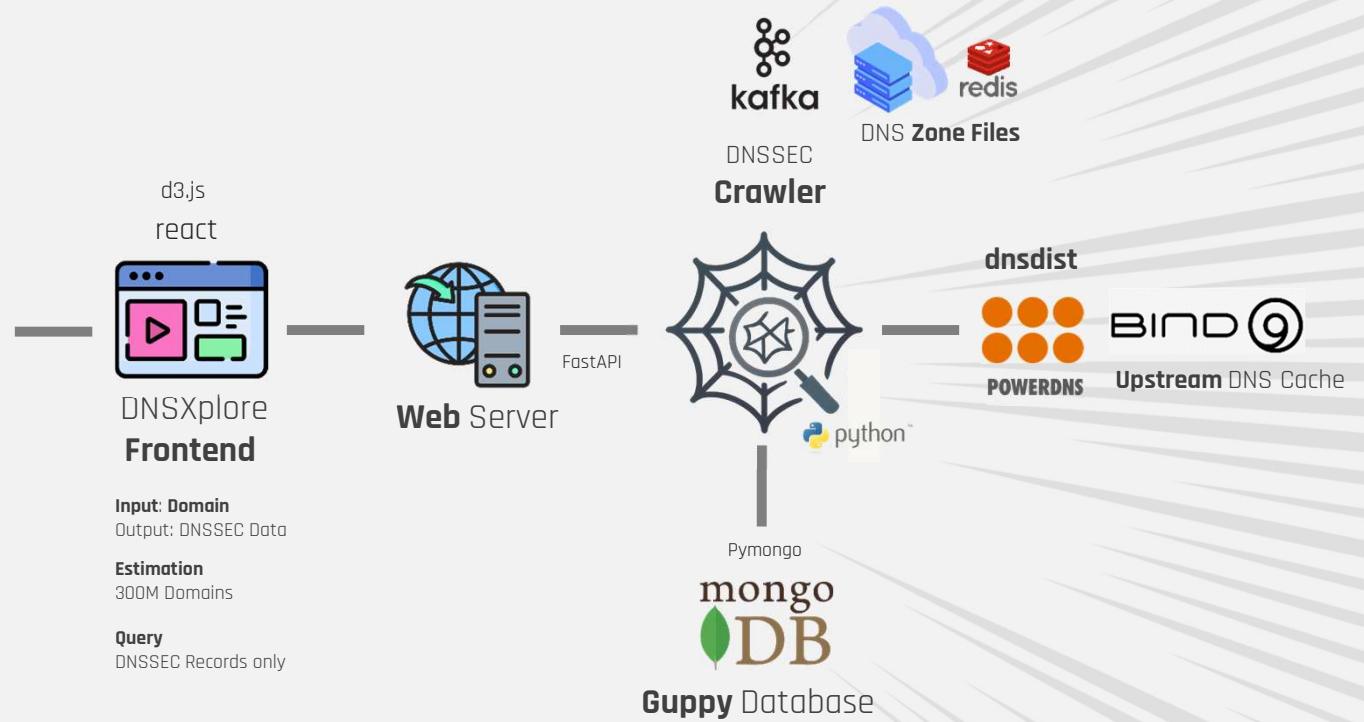 kafka
redis
DNS Zone Files
DNSSEC
Crawler
d3.js
react
DNSXplore
Frontend
Input: Domain
Output: DNSSEC Data
Estimation
300M Domains
Query
DNSSEC Records only
Web Server
FastAPI
python™
dnsdist
POWERDNS
BIND 9
Upstream DNS Cache
Pymongo
mongo
DB
Guppy Database